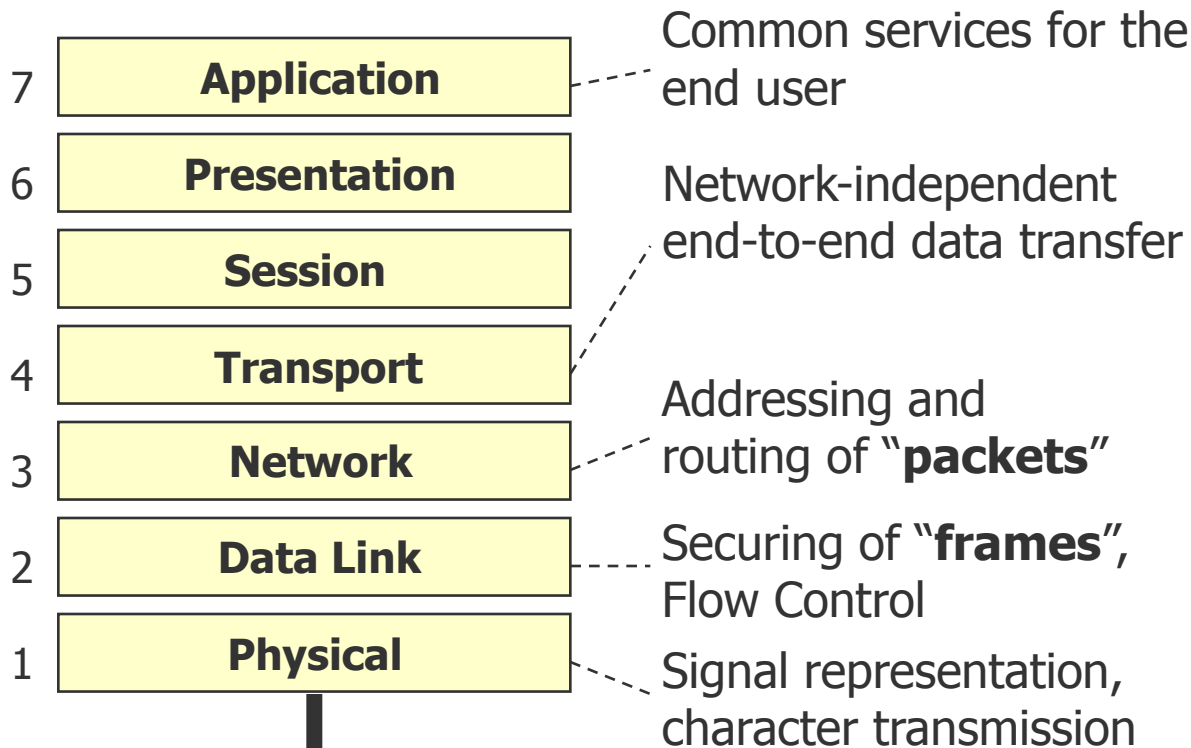 Common services for the
end user
7 Application
6 Presentation
Network-independent
end-to-end data transfer
5 Session
4 Transport
Addressing and
routing of “packets”
3 Network
2 Data Link
Securing of “frames”,
Flow Control
1 Physical
Signal representation,
character transmission